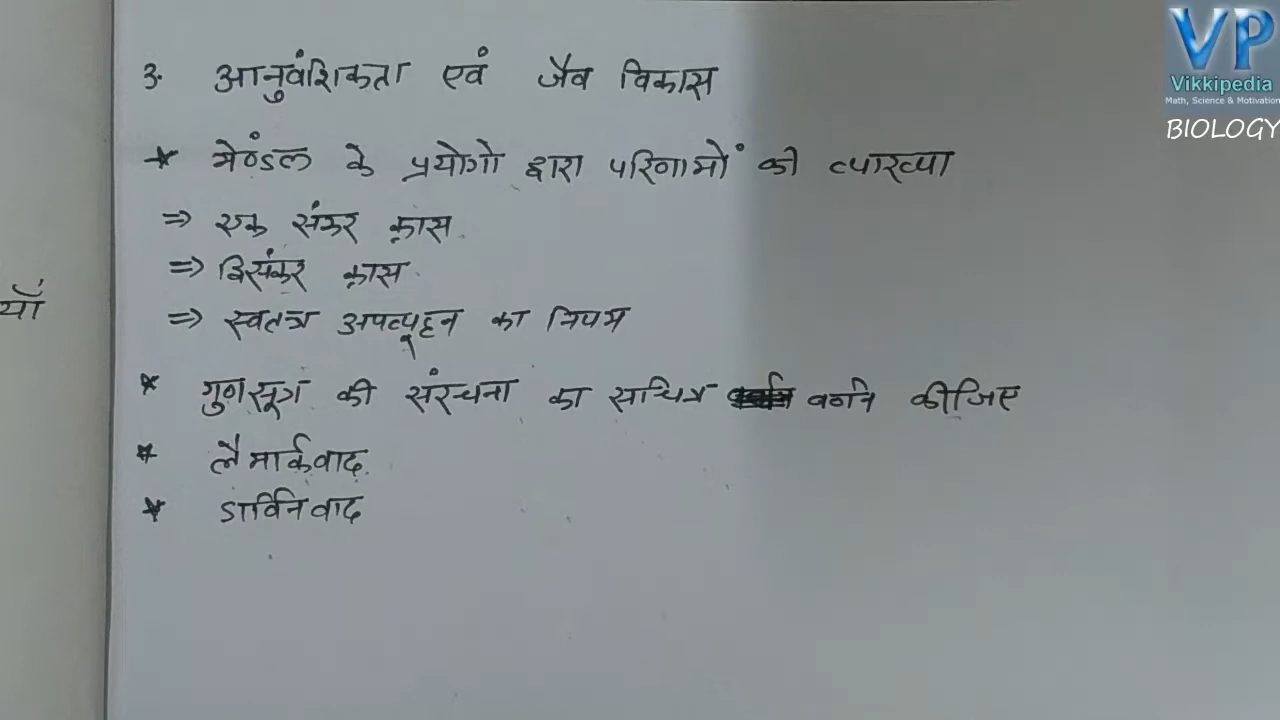 VP
Vikkipedia
Math, Science & Motivation
BIOLOGY
3. आनुवंशिकता एवं जैव विकास
* मेण्डल के प्रयोगो द्वारा परिणामों की व्याख्या
⇒ एक संकर क्रास
⇒ द्विसंकर क्रास
⇒ स्वतन्त्र अपव्यूहन का नियम
याँ
* गुणसूत्र की संरचना का सचित्र वर्णन कीजिए
* लैमार्कवाद
* डार्विनवाद